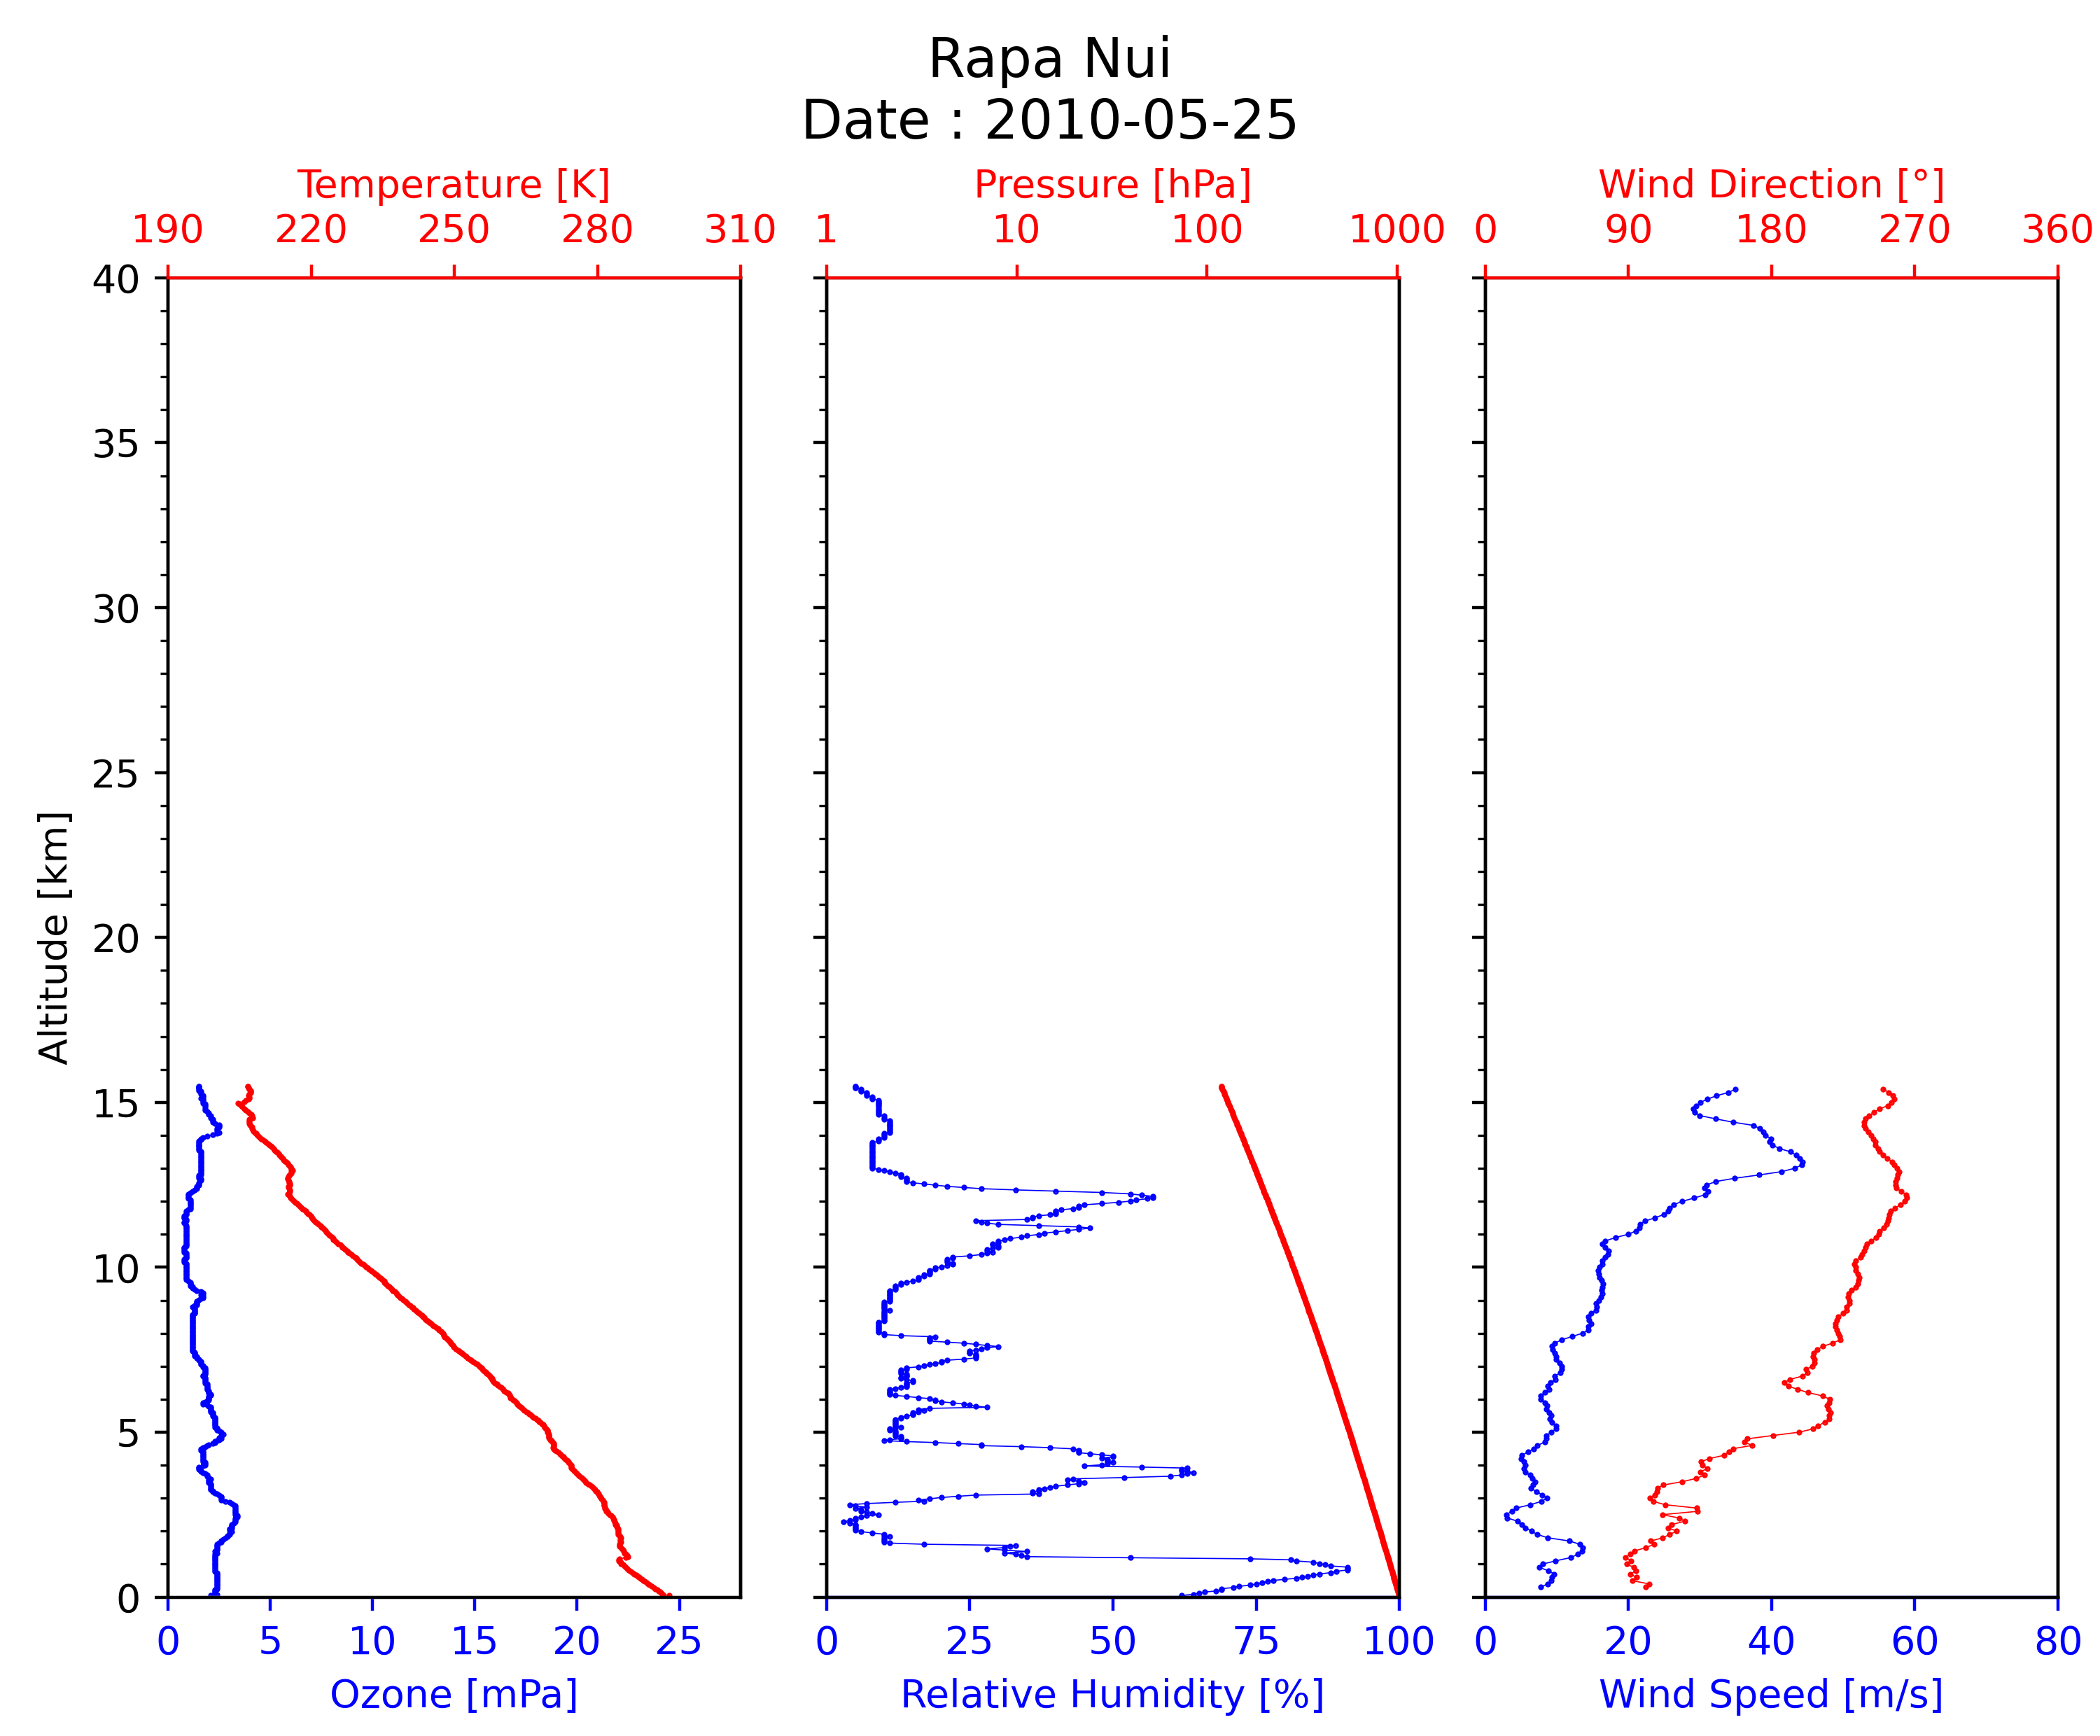 Rapa Nui
Date : 2010-05-25
Temperature [K] Pressure [hPa] Wind Direction [°]
190 220 250 280 310 1 10 100 1000 0 90 180 270 360
40
35
30
25
20
15
10
5
0
Altitude [km]
0 5 10 15 20 25 0 25 50 75 100 0 20 40 60 80
Ozone [mPa] Relative Humidity [%] Wind Speed [m/s]